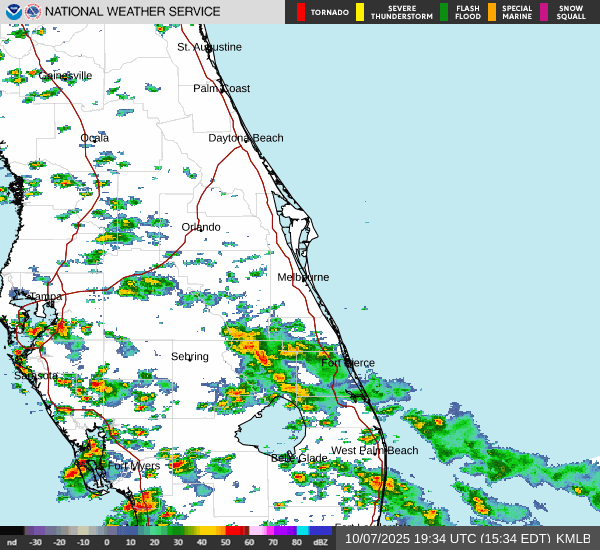 NATIONAL WEATHER SERVICE
TORNADO
SEVERE THUNDERSTORM
FLASH FLOOD
SPECIAL MARINE
SNOW SQUALL
St. Augustine
Gainesville
Palm Coast
Ocala
Daytona Beach
Orlando
Melbourne
Tampa
Sebring
Fort Pierce
Sarasota
West Palm Beach
Belle Glade
Fort Myers
nd -30 -20 -10 0 10 20 30 40 50 60 70 80 dBZ
10/07/2025 19:34 UTC (15:34 EDT) KMLB